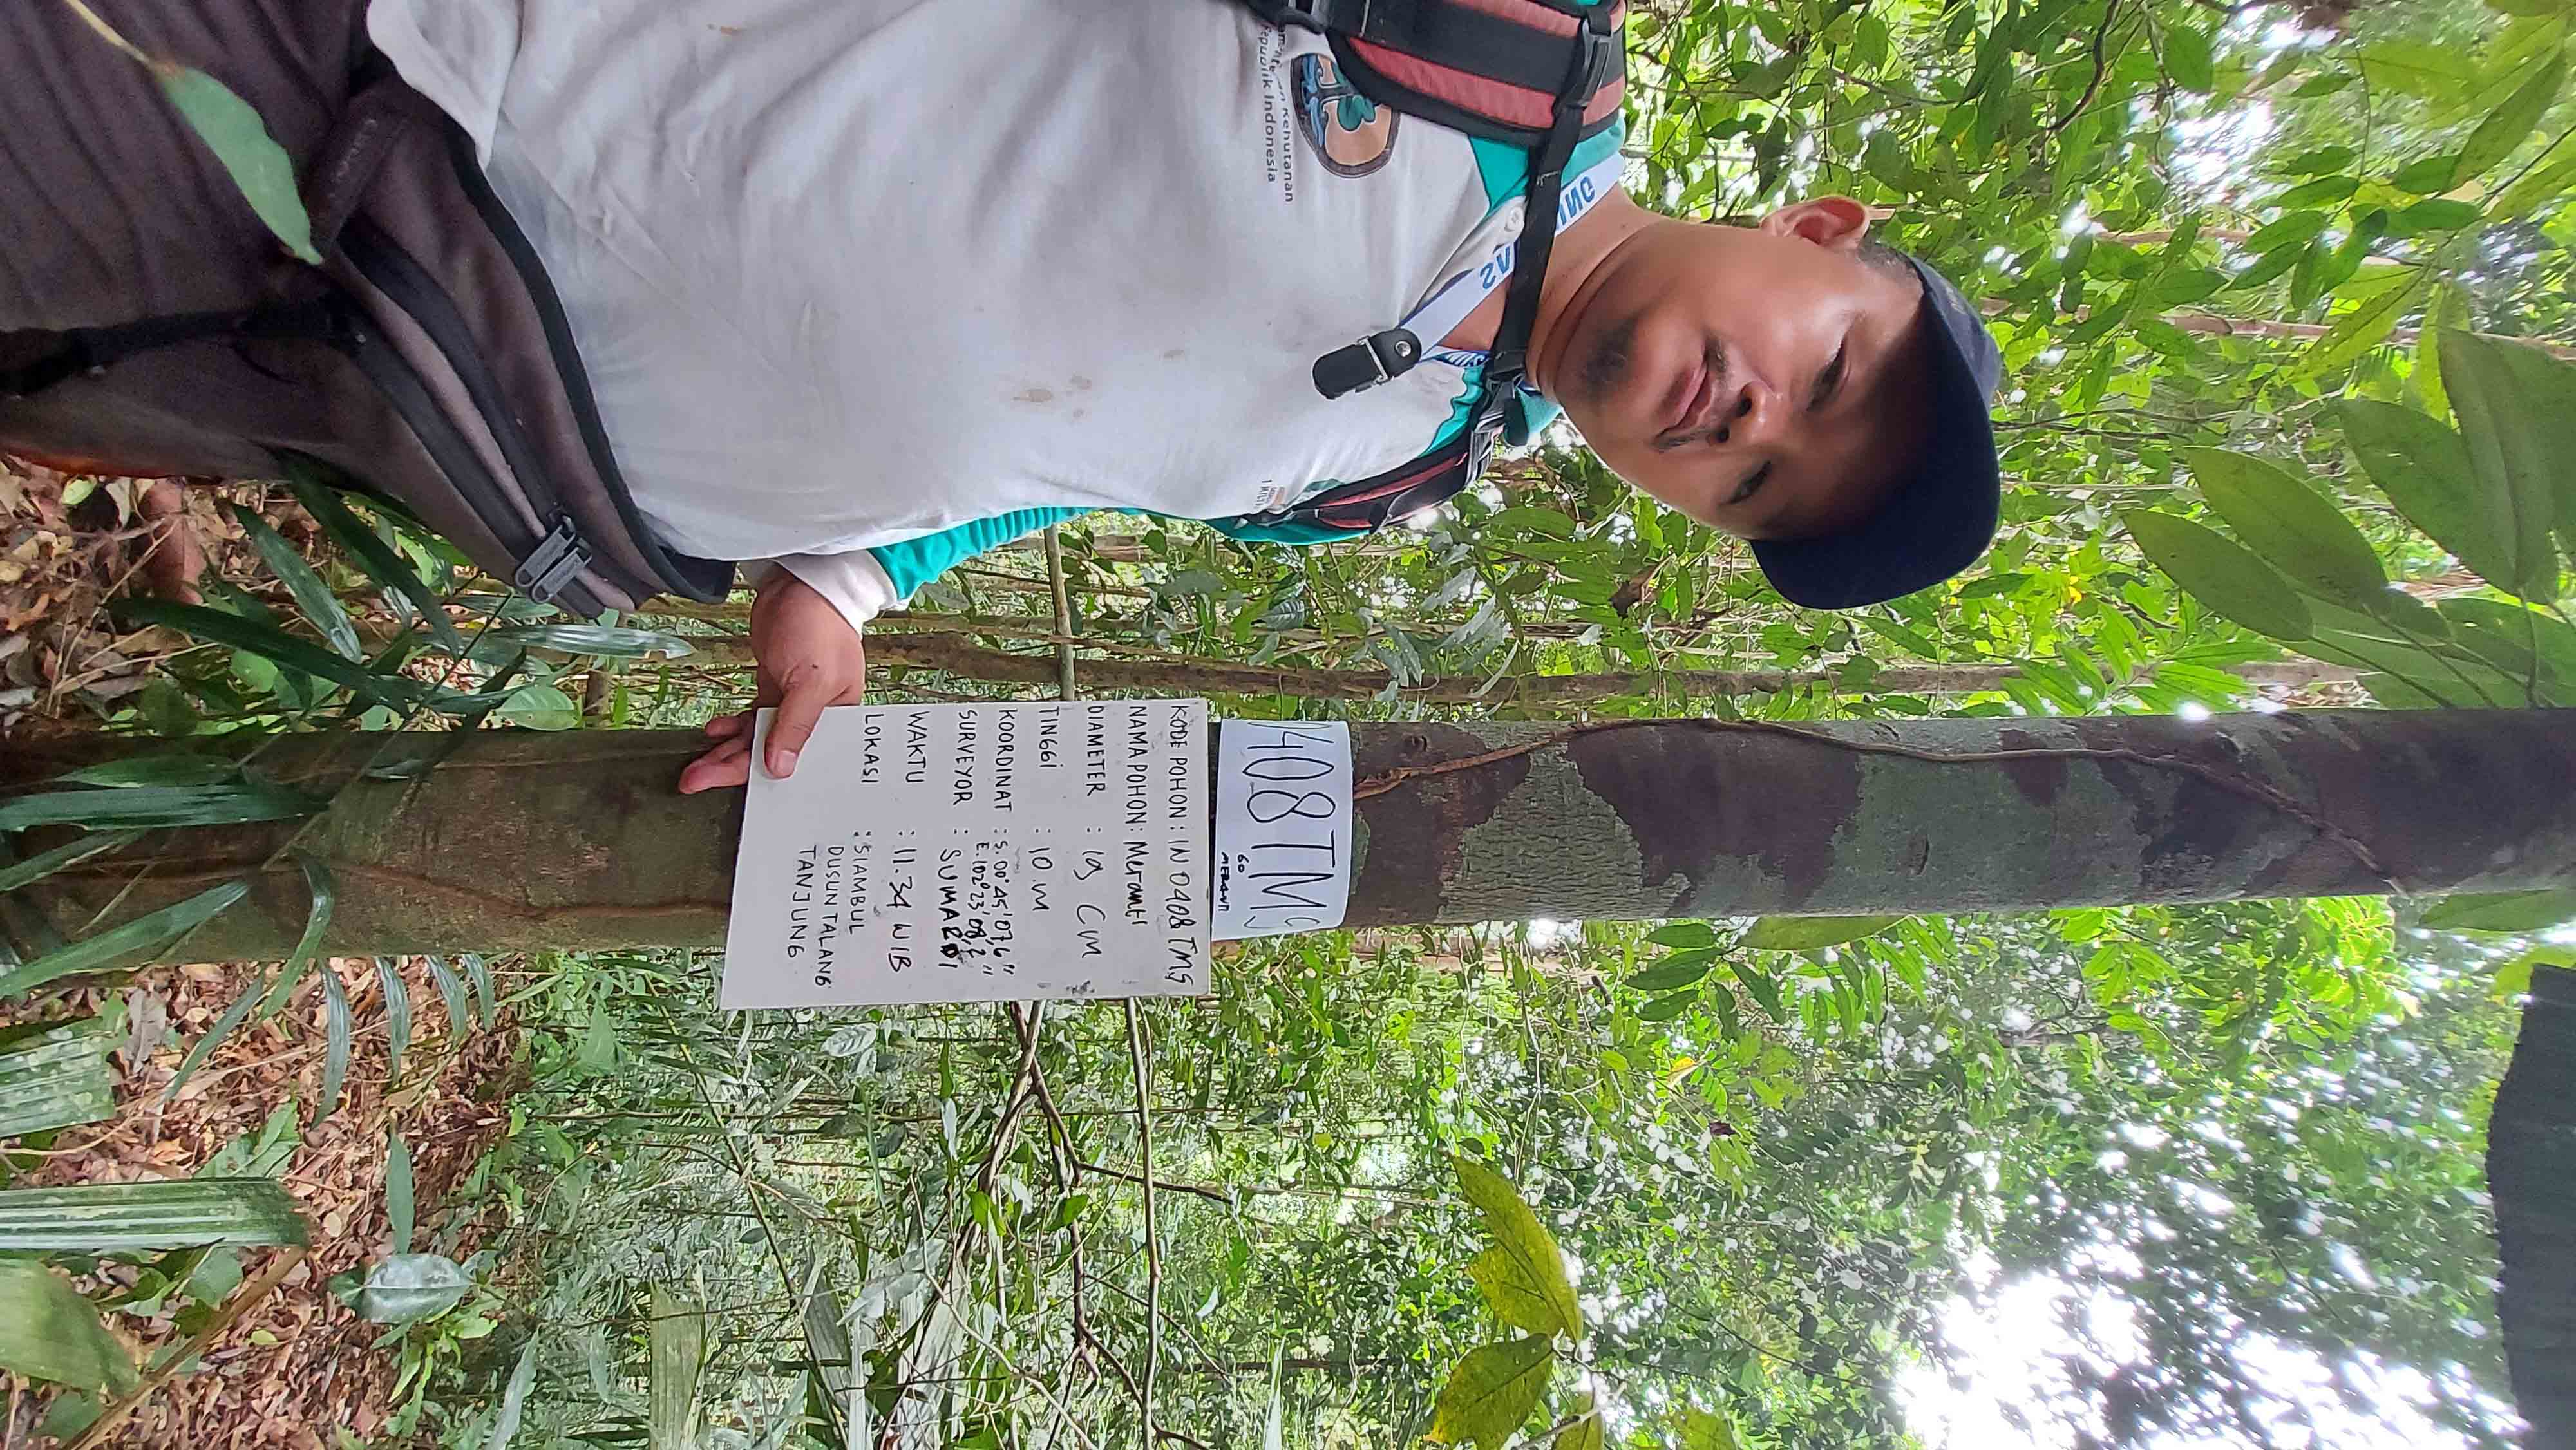 0408TMS
60
MERANTI
KODE POHON : IN 0408 TMS
NAMA POHON : Meranti
DIAMETER : 19 Cm
TINGGI : 10 M
KOORDINAT : S. 00° 45' 07,6"
E. 102° 23' 08,2"
SURVEYOR : SUMARDI
WAKTU : 11.34 WIB
LOKASI : SIAMBUL
DUSUN TALANG
TANJUNG
Kehutanan
Republik Indonesia